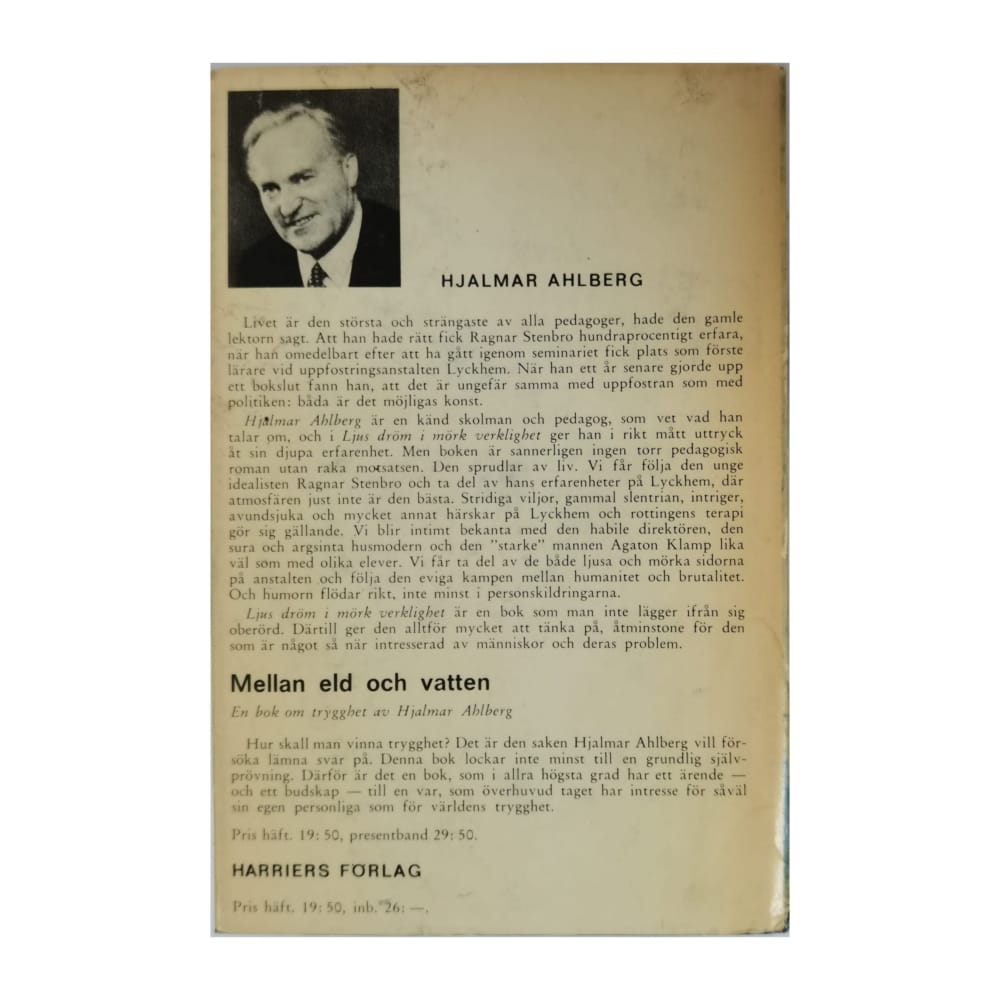 HJALMAR AHLBERG
Livet är den största och strängaste av alla pedagoger, hade den gamle
lektorn sagt. Att han hade rätt fick Ragnar Stenbro hundraprocentigt erfara,
när han omedelbart efter att ha gått igenom seminariet fick plats som förste
lärare vid uppfostringsanstalten Lyckhem. När han ett år senare gjorde upp
ett bokslut fann han, att det är ungefär samma med uppfostran som med
politiken: båda är det möjligas konst.
Hjalmar Ahlberg är en känd skolman och pedagog, som vet vad han
talar om, och i Ljus dröm i mörk verklighet ger han i rikt mått uttryck
åt sin djupa erfarenhet. Men boken är sannerligen ingen torr pedagogisk
roman utan raka motsatsen. Den sprudlar av liv. Vi får följa den unge
idealisten Ragnar Stenbro och ta del av hans erfarenheter på Lyckhem, där
atmosfären just inte är den bästa. Stridiga viljor, gammal slentrian, intriger,
avundsjuka och mycket annat härskar på Lyckhem och rottingens terapi
gör sig gällande. Vi blir intimt bekanta med den habile direktören, den
sura och argsinta husmodern och den "starke" mannen Agaton Klamp lika
väl som med olika elever. Vi får ta del av de både ljusa och mörka sidorna
på anstalten och följa den eviga kampen mellan humanitet och brutalitet.
Och humorn flödar rikt, inte minst i personskildringarna.
Ljus dröm i mörk verklighet är en bok som man inte lägger ifrån sig
oberörd. Därtill ger den alltför mycket att tänka på, åtminstone för den
som är något så när intresserad av människor och deras problem.
Mellan eld och vatten
En bok om trygghet av Hjalmar Ahlberg
Hur skall man vinna trygghet? Det är den saken Hjalmar Ahlberg vill för-
söka lämna svar på. Denna bok lockar inte minst till en grundlig själv-
prövning. Därför är det en bok, som i allra högsta grad har ett ärende —
och ett budskap — till en var, som överhuvud taget har intresse för såväl
sin egen personliga som för världens trygghet.
Pris häft. 19: 50, presentband 29: 50.
HARRIERS FÖRLAG
Pris häft. 19: 50, inb. 26: —.